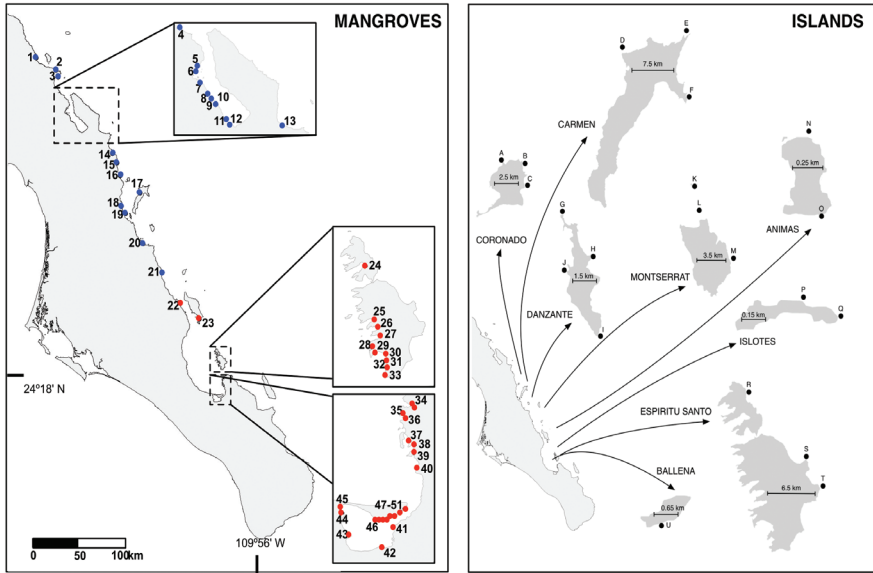 MANGROVES
1
2
3
4
5
6
7
8
10
9
11
12
13
14
15
16
17
18
19
20
21
22
23
24
25
26
27
28
29
30
32
31
33
34
35
36
37
38
39
40
45
44
47-51
46
41
43
42
24º18' N
109º56' W
0
50
100km
ISLANDS
D
E
7.5 km
F
CARMEN
A
B
2.5 km
C
CORONADO
G
H
J
1.5 km
I
DANZANTE
K
L
3.5 km
M
MONTSERRAT
N
0.25 km
O
ANIMAS
P
0.15 km
Q
ISLOTES
ESPIRITU SANTO
R
S
T
6.5 km
BALLENA
0.65 km
U